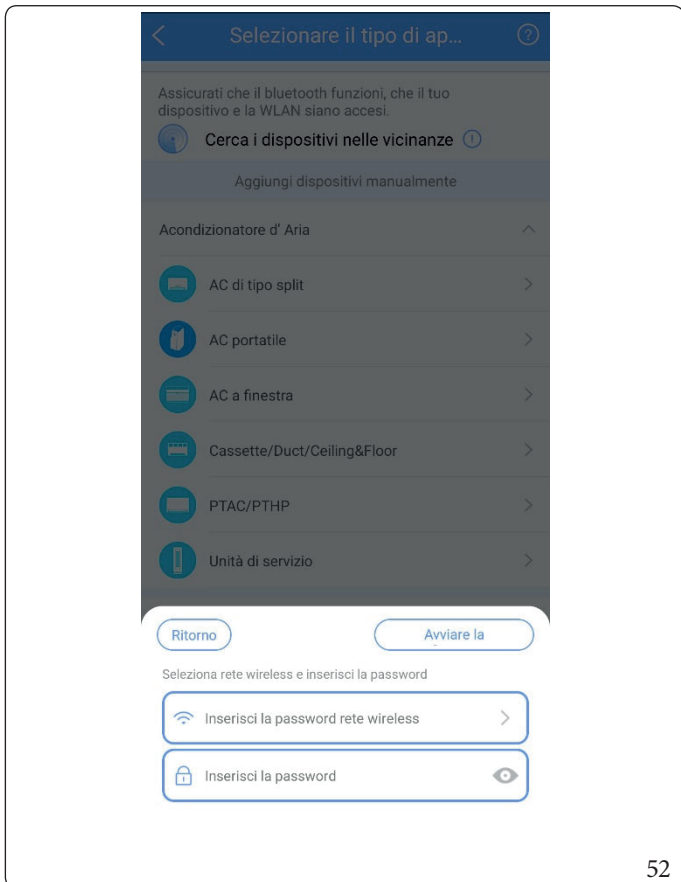 Selezionare il tipo di ap...
Assicurati che il bluetooth funzioni, che il tuo
dispositivo e la WLAN siano accesi.
Cerca i dispositivi nelle vicinanze
Aggiungi dispositivi manualmente
Acondizionatore d' Aria
AC di tipo split
AC portatile
AC a finestra
Cassette/Duct/Ceiling&Floor
PTAC/PTHP
Unità di servizio
Ritorno
Avviare la
Seleziona rete wireless e inserisci la password
Inserisci la password rete wireless
Inserisci la password
52